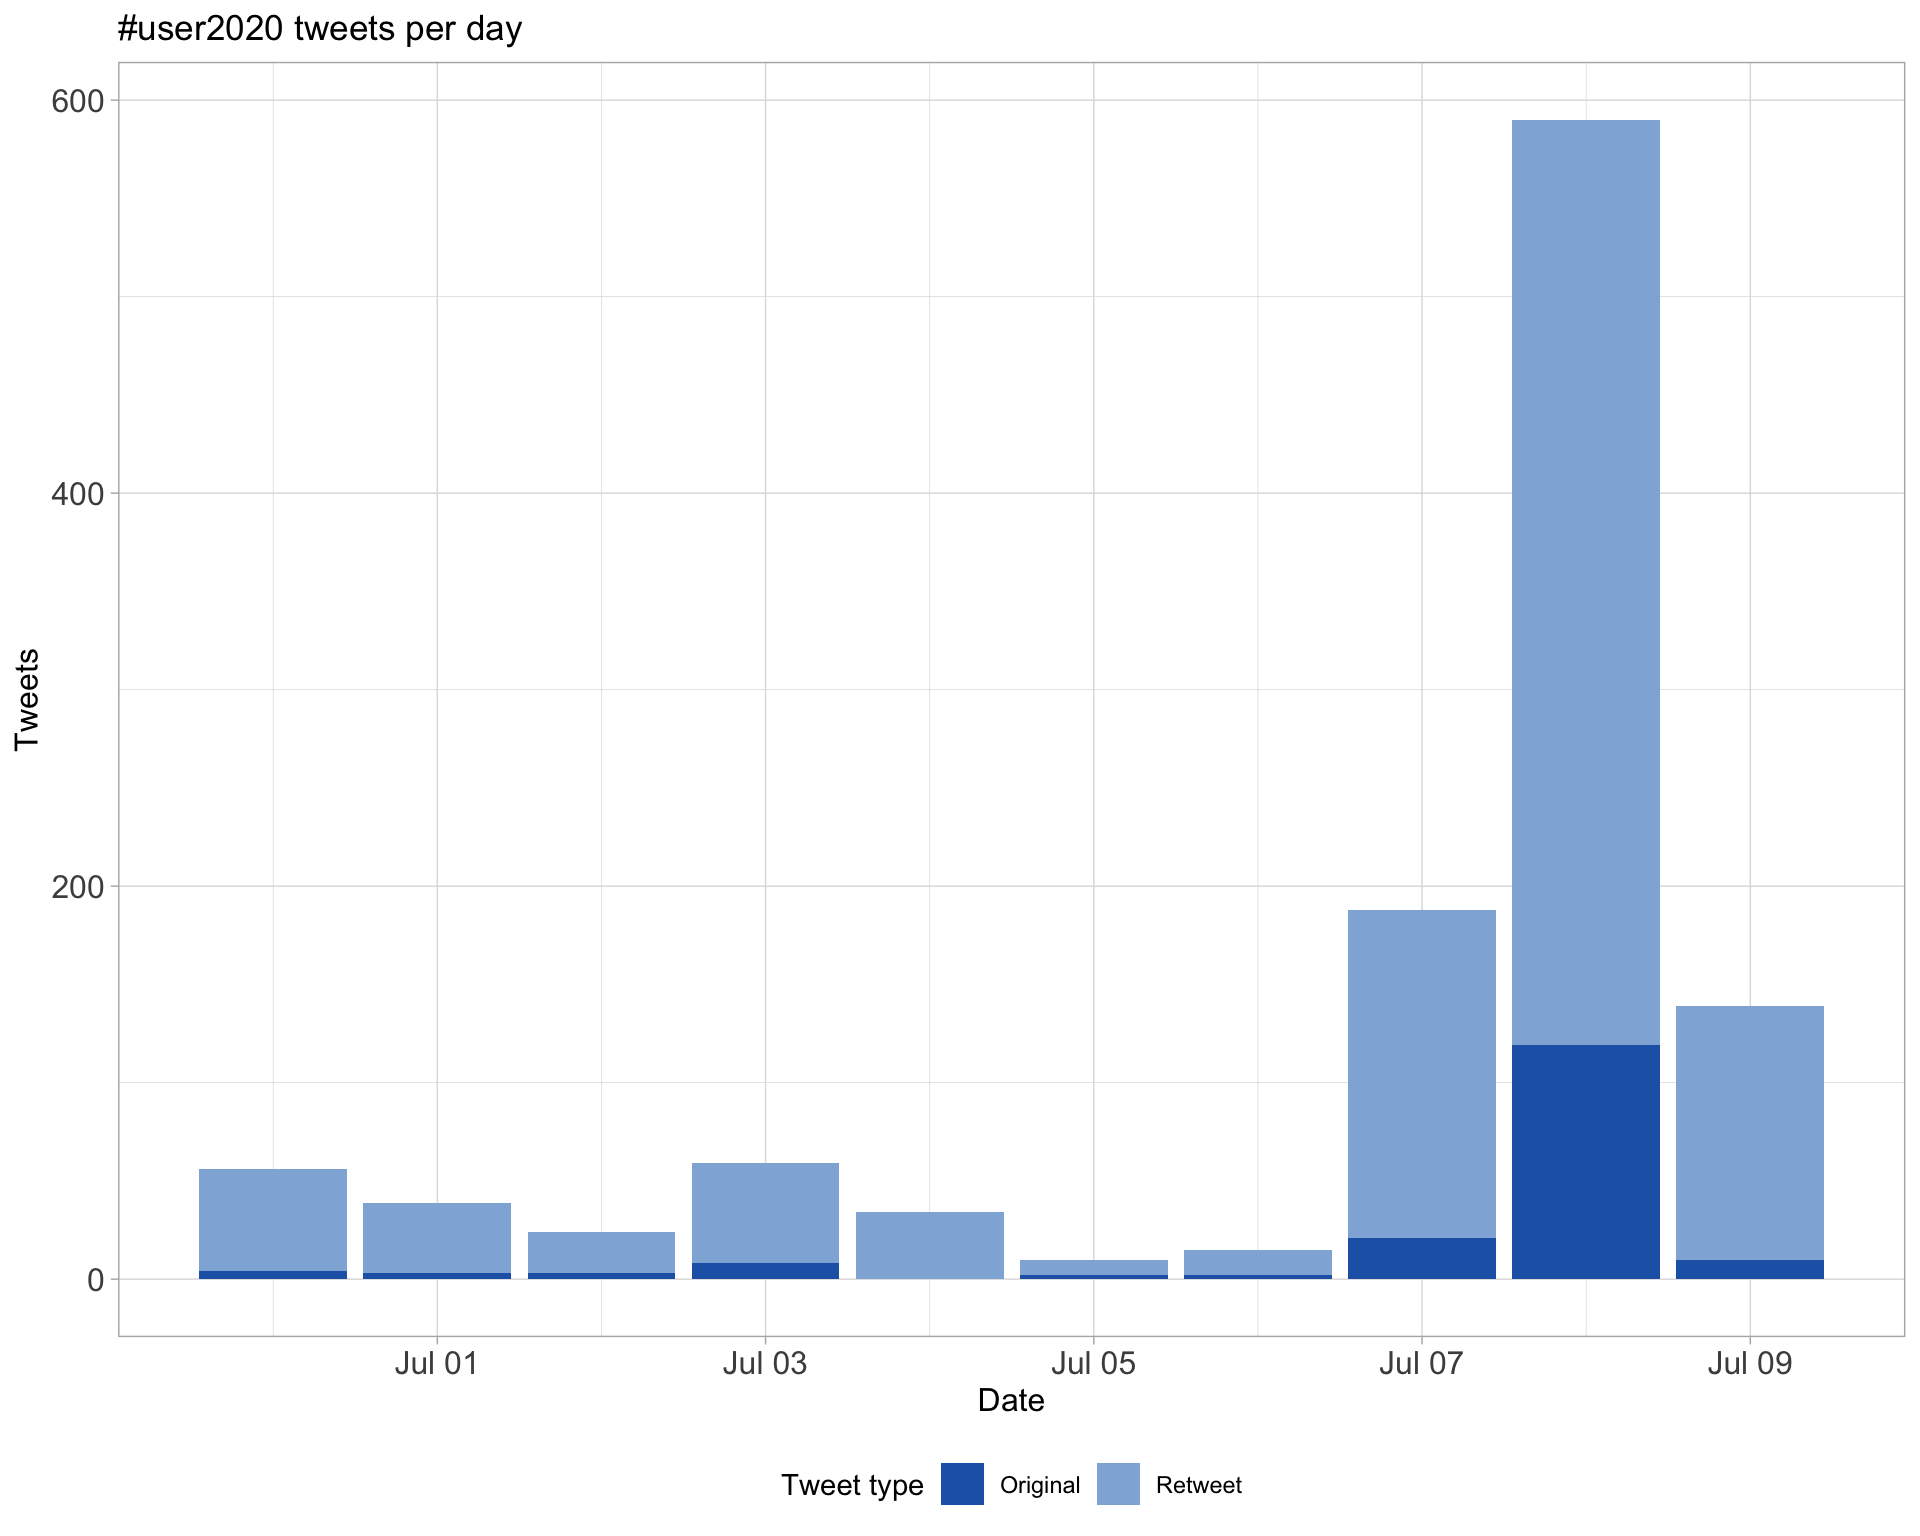 #user2020 tweets per day
600
400
200
0
Tweets
Jul 01 Jul 03 Jul 05 Jul 07 Jul 09
Date
Tweet type Original Retweet